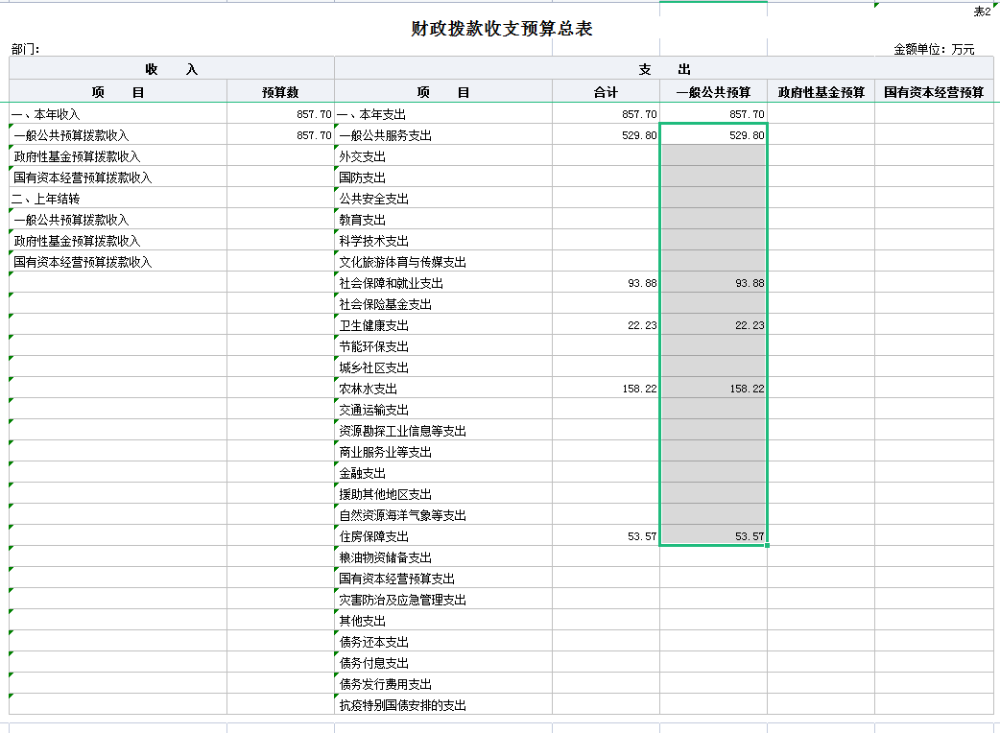 表2
财政拨款收支预算总表
部门： 金额单位：万元
收 入 支 出
项 目 预算数 项 目 合计 一般公共预算 政府性基金预算 国有资本经营预算
一、本年收入 857.70 一、本年支出 857.70 857.70
一般公共预算拨款收入 857.70 一般公共服务支出 529.80 529.80
政府性基金预算拨款收入 外交支出
国有资本经营预算拨款收入 国防支出
二、上年结转 公共安全支出
一般公共预算拨款收入 教育支出
政府性基金预算拨款收入 科学技术支出
国有资本经营预算拨款收入 文化旅游体育与传媒支出
社会保障和就业支出 93.88 93.88
社会保险基金支出
卫生健康支出 22.23 22.23
节能环保支出
城乡社区支出
农林水支出 158.22 158.22
交通运输支出
资源勘探工业信息等支出
商业服务业等支出
金融支出
援助其他地区支出
自然资源海洋气象等支出
住房保障支出 53.57 53.57
粮油物资储备支出
国有资本经营预算支出
灾害防治及应急管理支出
其他支出
债务还本支出
债务付息支出
债务发行费用支出
抗疫特别国债安排的支出